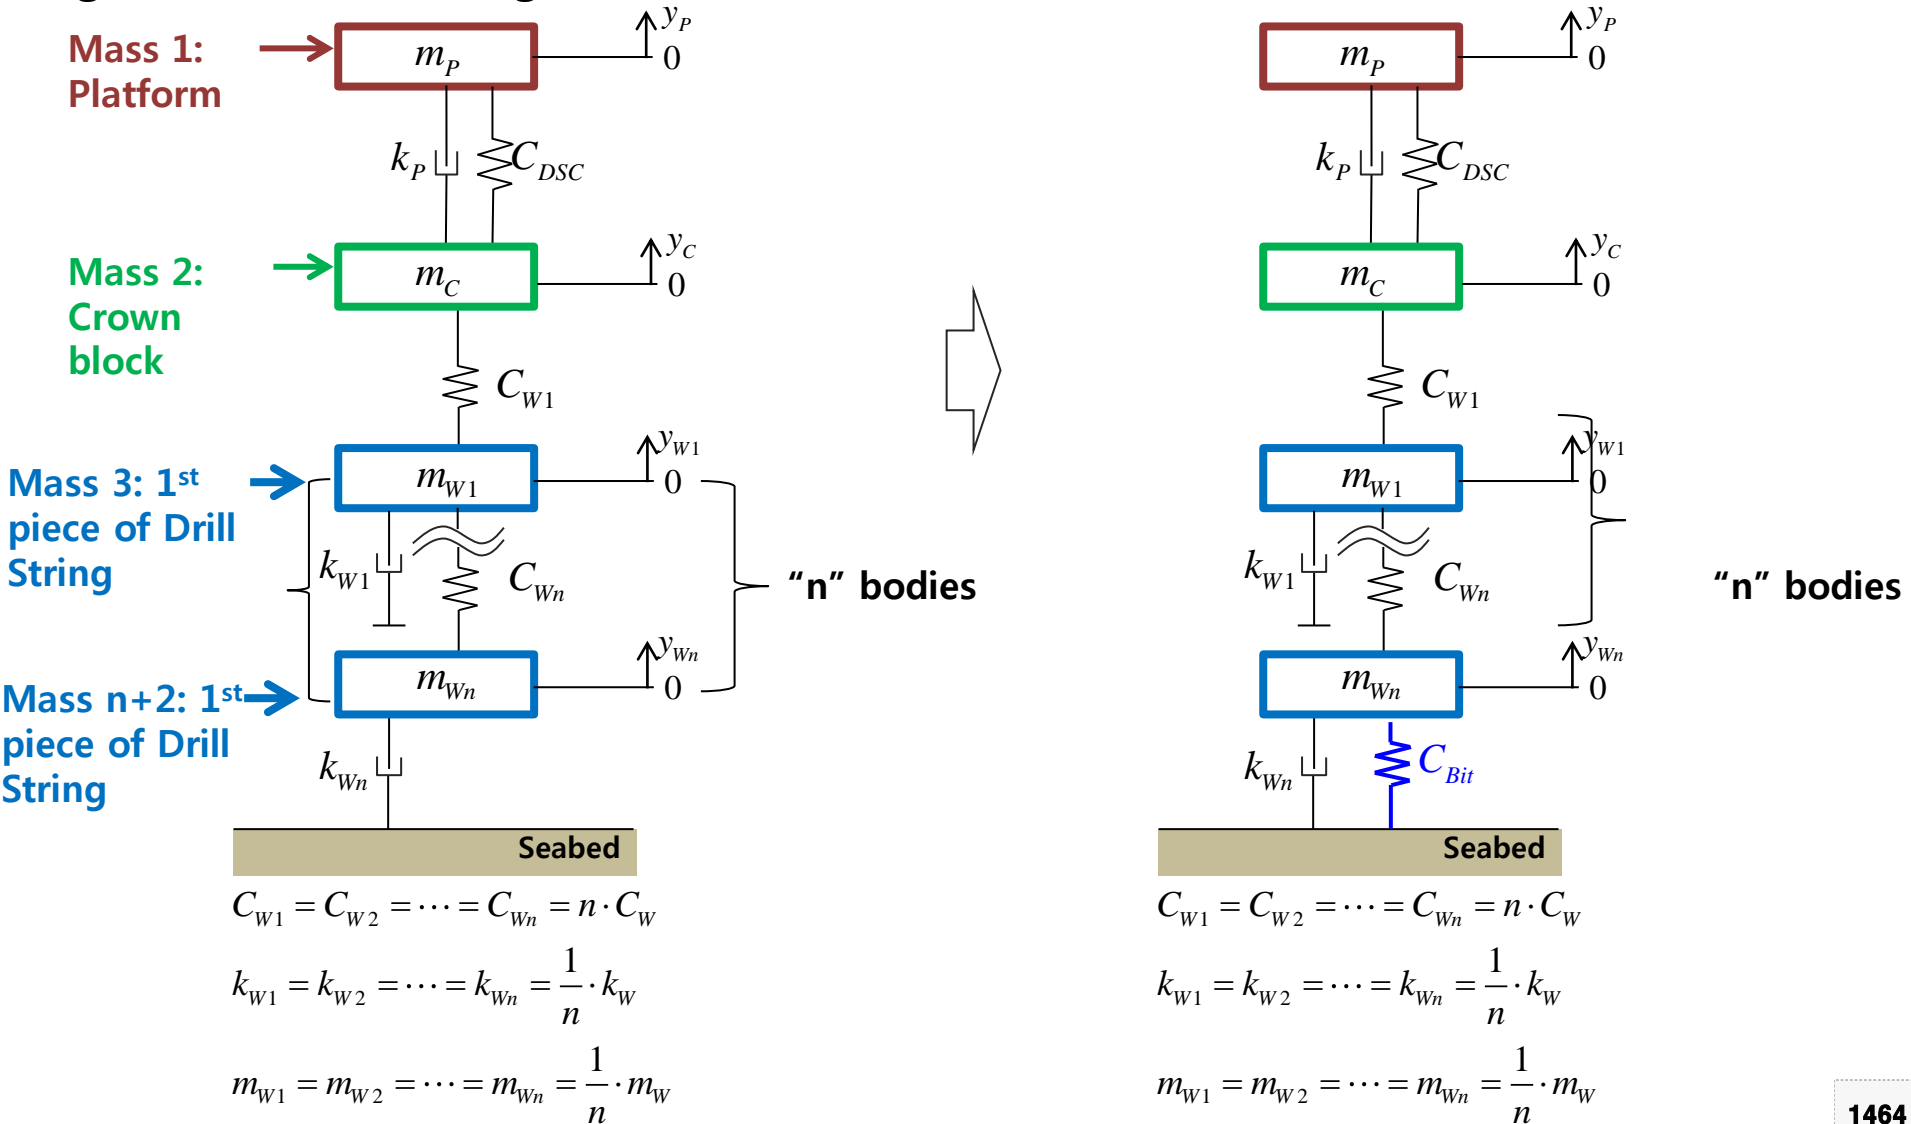 Mass 1:
Platform
m_P
y_P
0
k_P
C_DSC
Mass 2:
Crown
block
m_C
y_C
0
C_W1
Mass 3: 1st
piece of Drill
String
m_W1
y_W1
0
k_W1
C_Wn
"n" bodies
Mass n+2: 1st
piece of Drill
String
m_Wn
y_Wn
0
k_Wn
Seabed
C_W1 = C_W2 = ⋯ = C_Wn = n · C_W
k_W1 = k_W2 = ⋯ = k_Wn = 1/n · k_W
m_W1 = m_W2 = ⋯ = m_Wn = 1/n · m_W
m_P
y_P
0
k_P
C_DSC
m_C
y_C
0
C_W1
m_W1
y_W1
0
k_W1
C_Wn
"n" bodies
m_Wn
y_Wn
0
k_Wn
C_Bit
Seabed
C_W1 = C_W2 = ⋯ = C_Wn = n · C_W
k_W1 = k_W2 = ⋯ = k_Wn = 1/n · k_W
m_W1 = m_W2 = ⋯ = m_Wn = 1/n · m_W
1464